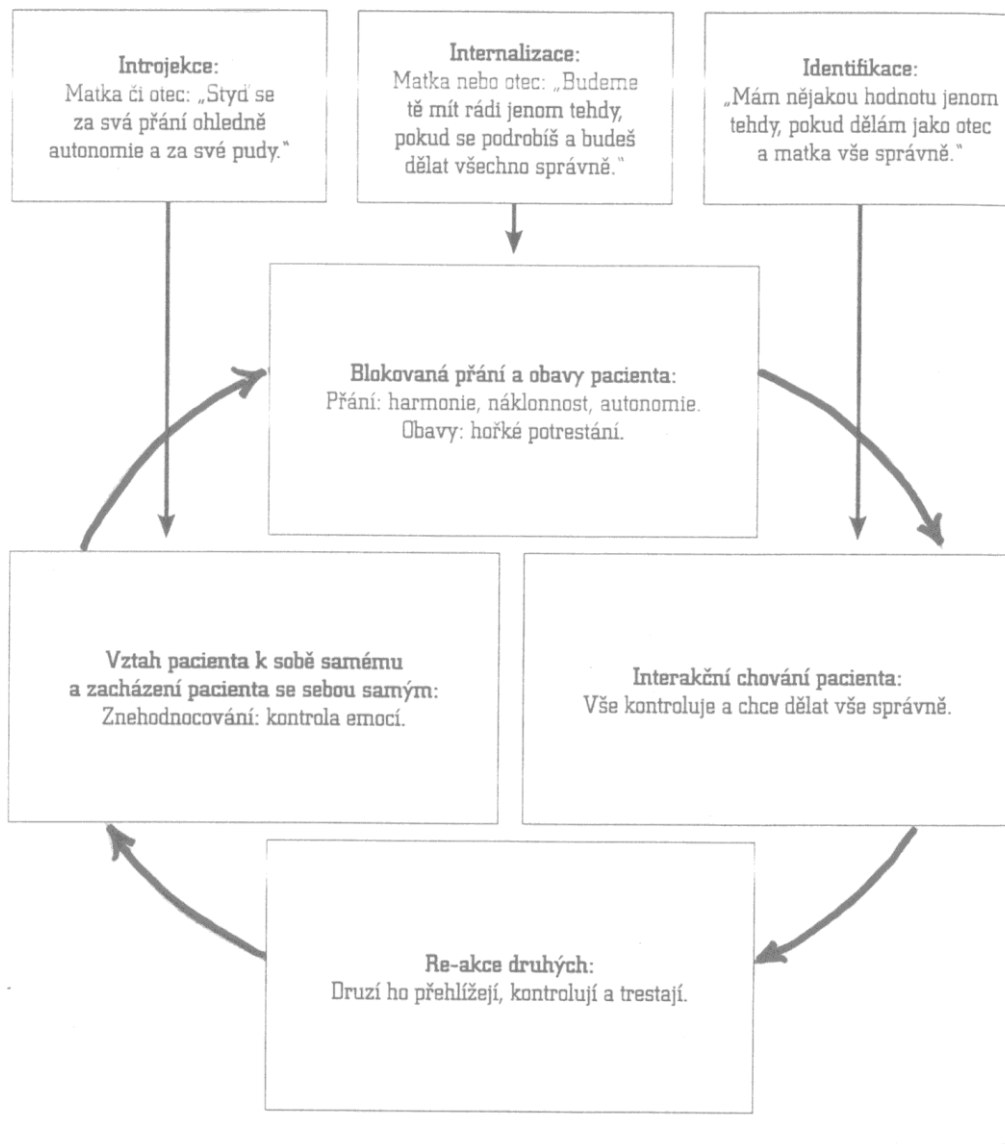 Introjekce:
Matka či otec: „Styď se
za svá přání ohledně
autonomie a za své pudy.“
Internalizace:
Matka nebo otec: „Budeme
tě mít rádi jenom tehdy,
pokud se podrobíš a budeš
dělat všechno správně.“
Identifikace:
„Mám nějakou hodnotu jenom
tehdy, pokud dělám jako otec
a matka vše správně.“
Blokovaná přání a obavy pacienta:
Přání: harmonie, náklonnost, autonomie.
Obavy: hořké potrestání.
Vztah pacienta k sobě samému
a zacházení pacienta se sebou samým:
Znehodnocování: kontrola emocí.
Interakční chování pacienta:
Vše kontroluje a chce dělat vše správně.
Re-akce druhých:
Druzí ho přehlížejí, kontrolují a trestají.